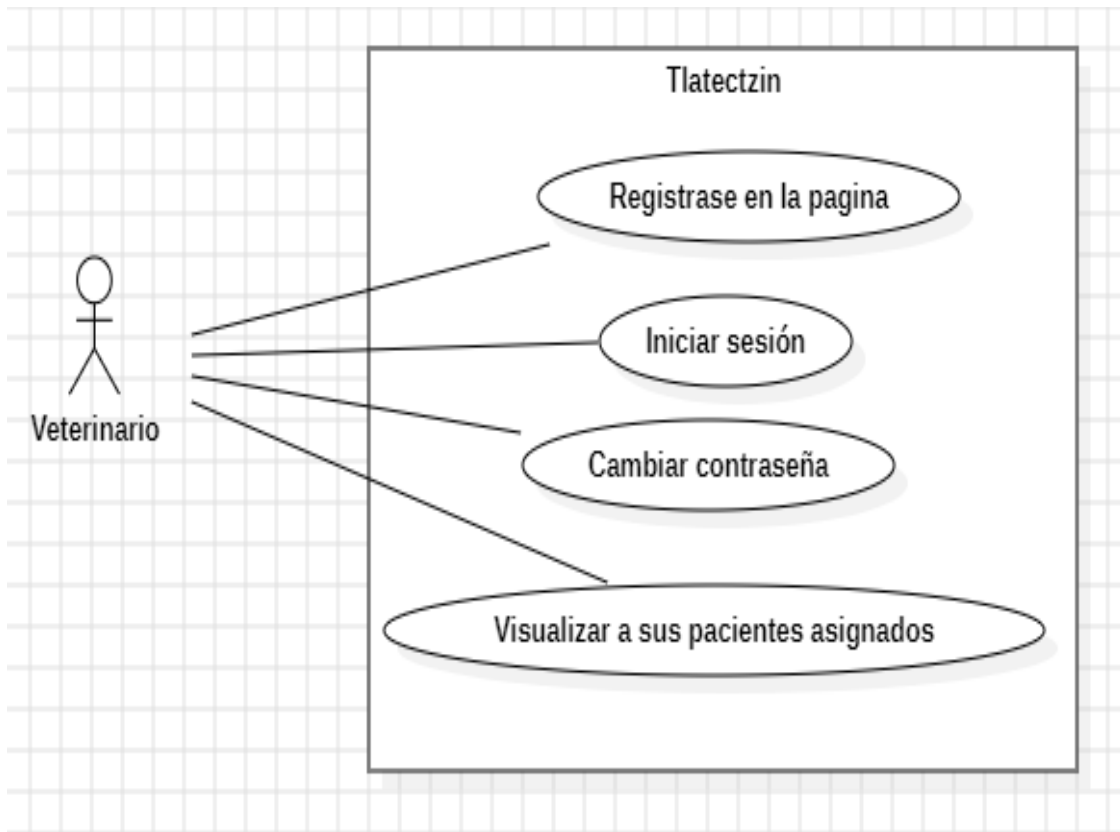 Tlatectzin
Registrase en la pagina
Iniciar sesión
Cambiar contraseña
Veterinario
Visualizar a sus pacientes asignados